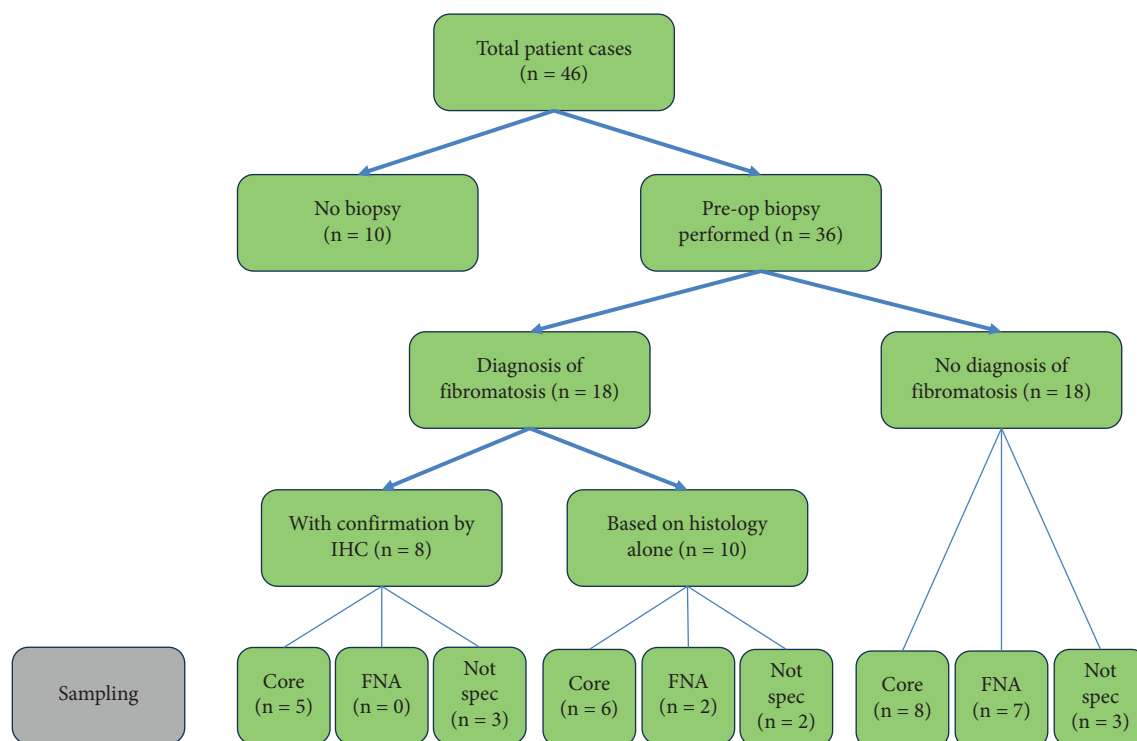 Total patient cases
(n = 46)
No biopsy
(n = 10)
Pre-op biopsy
performed (n = 36)
Diagnosis of
fibromatosis (n = 18)
No diagnosis of
fibromatosis (n = 18)
With confirmation by
IHC (n = 8)
Based on histology
alone (n = 10)
Sampling
Core
(n = 5)
FNA
(n = 0)
Not
spec
(n = 3)
Core
(n = 6)
FNA
(n = 2)
Not
spec
(n = 2)
Core
(n = 8)
FNA
(n = 7)
Not
spec
(n = 3)